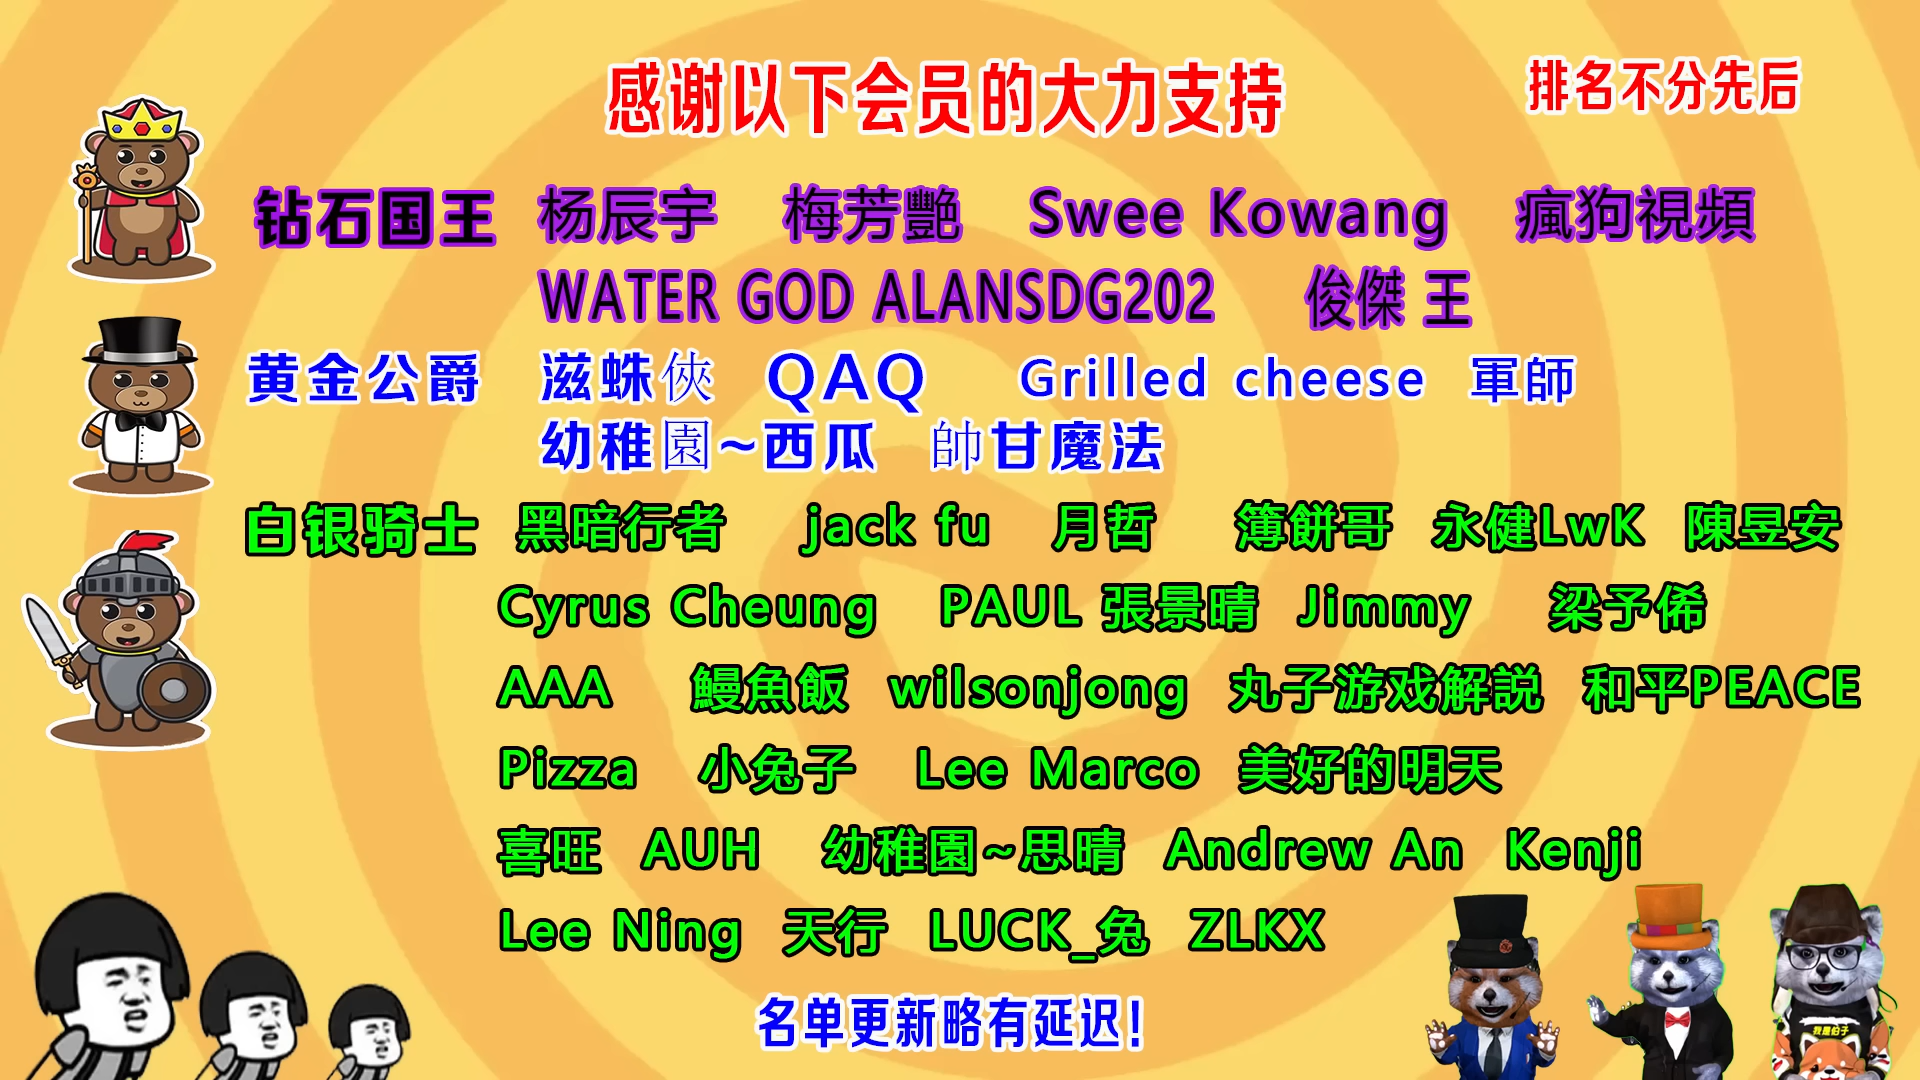 感谢以下会员的大力支持
排名不分先后
钻石国王 杨辰宇 梅芳艷 Swee Kowang 瘋狗視頻
WATER GOD ALANSDG202 俊傑 王
黄金公爵 滋蛛俠 QAQ Grilled cheese 軍師
幼稚園~西瓜 帥甘魔法
白银骑士 黑暗行者 jack fu 月哲 簿餅哥 永健LwK 陳昱安
Cyrus Cheung PAUL 張景晴 Jimmy 梁予俙
AAA 鰻魚飯 wilsonjong 丸子游戏解説 和平PEACE
Pizza 小兔子 Lee Marco 美好的明天
喜旺 AUH 幼稚園~思晴 Andrew An Kenji
Lee Ning 天行 LUCK_兔 ZLKX
名单更新略有延迟!